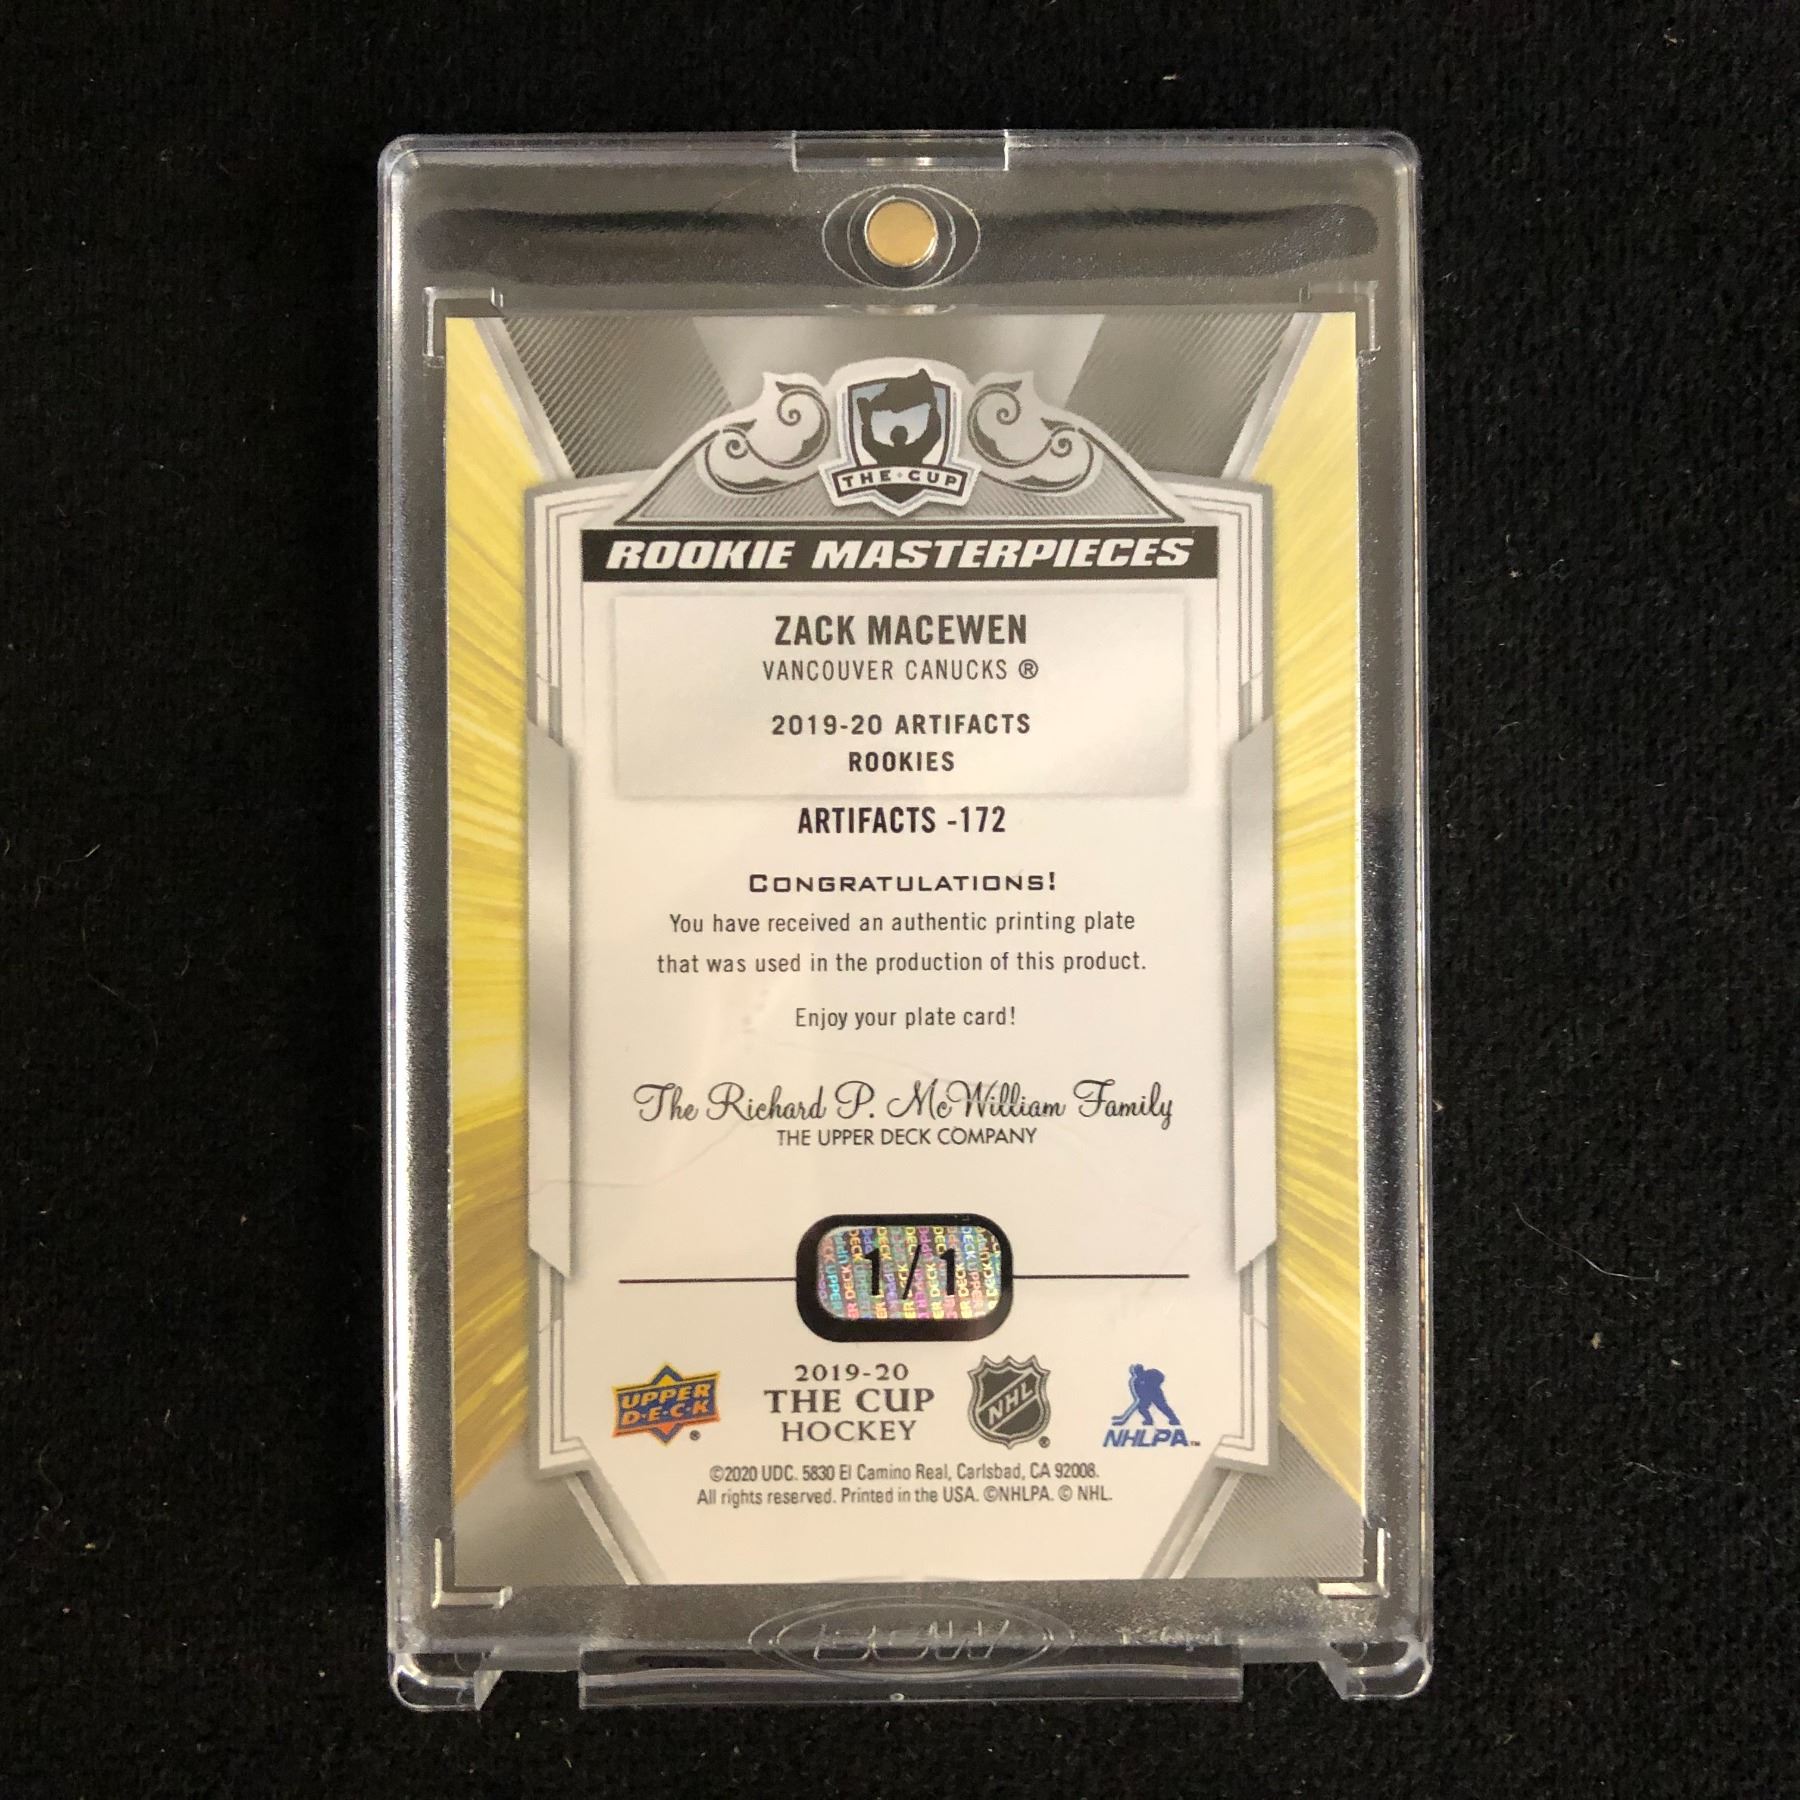 THE·CUP
ROOKIE MASTERPIECES
ZACK MACEWEN
VANCOUVER CANUCKS ®
2019-20 ARTIFACTS
ROOKIES
ARTIFACTS -172
CONGRATULATIONS!
You have received an authentic printing plate
that was used in the production of this product.
Enjoy your plate card!
The Richard P. McWilliam Family
THE UPPER DECK COMPANY
1/1
UPPER
D·E·C·K ®
2019-20
THE CUP
HOCKEY
NHL ®
NHLPA™
©2020 UDC. 5830 El Camino Real, Carlsbad, CA 92008.
All rights reserved. Printed in the USA. ©NHLPA. © NHL.
BCW